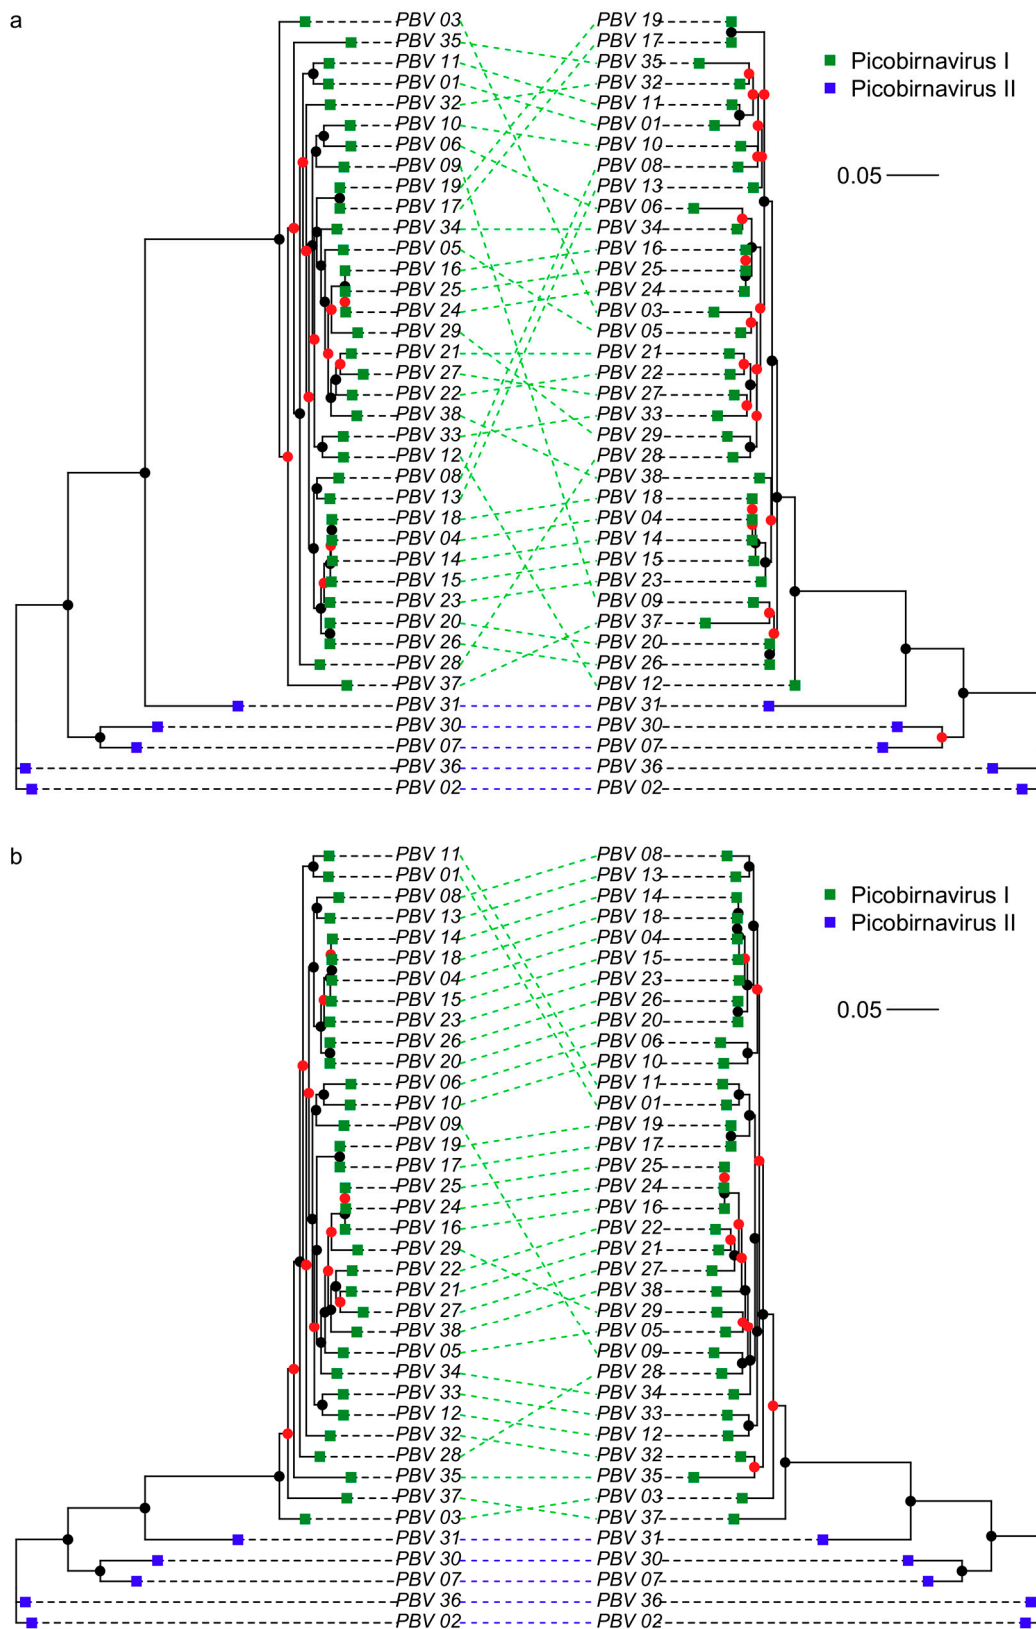 a
PBV 03 PBV 19
PBV 35 PBV 17
PBV 11 PBV 35 Picobirnavirus I
PBV 01 PBV 32 Picobirnavirus II
PBV 32 PBV 11
PBV 10 PBV 01
PBV 06 PBV 10
PBV 09 PBV 08 0.05
PBV 19 PBV 13
PBV 17 PBV 06
PBV 34 PBV 34
PBV 05 PBV 16
PBV 16 PBV 25
PBV 25 PBV 24
PBV 24 PBV 03
PBV 29 PBV 05
PBV 21 PBV 21
PBV 27 PBV 22
PBV 22 PBV 27
PBV 38 PBV 33
PBV 33 PBV 29
PBV 12 PBV 28
PBV 08 PBV 38
PBV 13 PBV 18
PBV 18 PBV 04
PBV 04 PBV 14
PBV 14 PBV 15
PBV 15 PBV 23
PBV 23 PBV 09
PBV 20 PBV 37
PBV 26 PBV 20
PBV 28 PBV 26
PBV 37 PBV 12
PBV 31 PBV 31
PBV 30 PBV 30
PBV 07 PBV 07
PBV 36 PBV 36
PBV 02 PBV 02
b
PBV 11 PBV 08
PBV 01 PBV 13
PBV 08 PBV 14 Picobirnavirus I
PBV 13 PBV 18 Picobirnavirus II
PBV 14 PBV 04
PBV 18 PBV 15
PBV 04 PBV 23
PBV 15 PBV 26 0.05
PBV 23 PBV 20
PBV 26 PBV 06
PBV 20 PBV 10
PBV 06 PBV 11
PBV 10 PBV 01
PBV 09 PBV 19
PBV 19 PBV 17
PBV 17 PBV 25
PBV 25 PBV 24
PBV 24 PBV 16
PBV 16 PBV 22
PBV 29 PBV 21
PBV 22 PBV 27
PBV 21 PBV 38
PBV 27 PBV 29
PBV 38 PBV 05
PBV 05 PBV 09
PBV 34 PBV 28
PBV 33 PBV 34
PBV 12 PBV 33
PBV 32 PBV 12
PBV 28 PBV 32
PBV 35 PBV 35
PBV 37 PBV 03
PBV 03 PBV 37
PBV 31 PBV 31
PBV 30 PBV 30
PBV 07 PBV 07
PBV 36 PBV 36
PBV 02 PBV 02